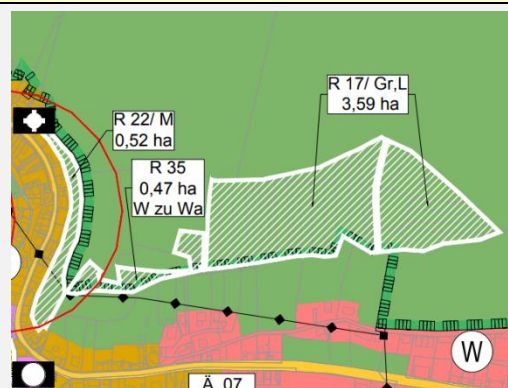 R 17/ Gr,L
3,59 ha
R 22/ M
0,52 ha
R 35
0,47 ha
W zu Wa
W
Ä 07